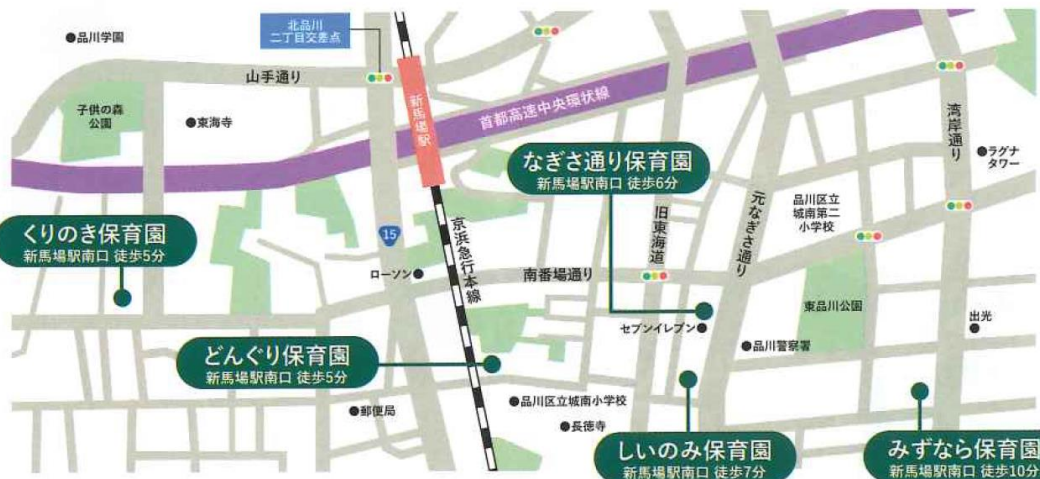 品川学園
北品川
二丁目交差点
山手通り
子供の森
公園
東海寺
新馬場駅
首都高速中央環状線
湾岸通り
ラグナ
タワー
なぎさ通り保育園
新馬場駅南口 徒歩6分
品川区立
城南第二
小学校
くりのき保育園
新馬場駅南口 徒歩5分
15
京浜急行本線
旧東海道
元なぎさ通り
ローソン
南番場通り
東品川公園
出光
セブンイレブン
品川警察署
どんぐり保育園
新馬場駅南口 徒歩5分
郵便局
品川区立城南小学校
長徳寺
しいのみ保育園
新馬場駅南口 徒歩7分
みずなら保育園
新馬場駅南口 徒歩10分